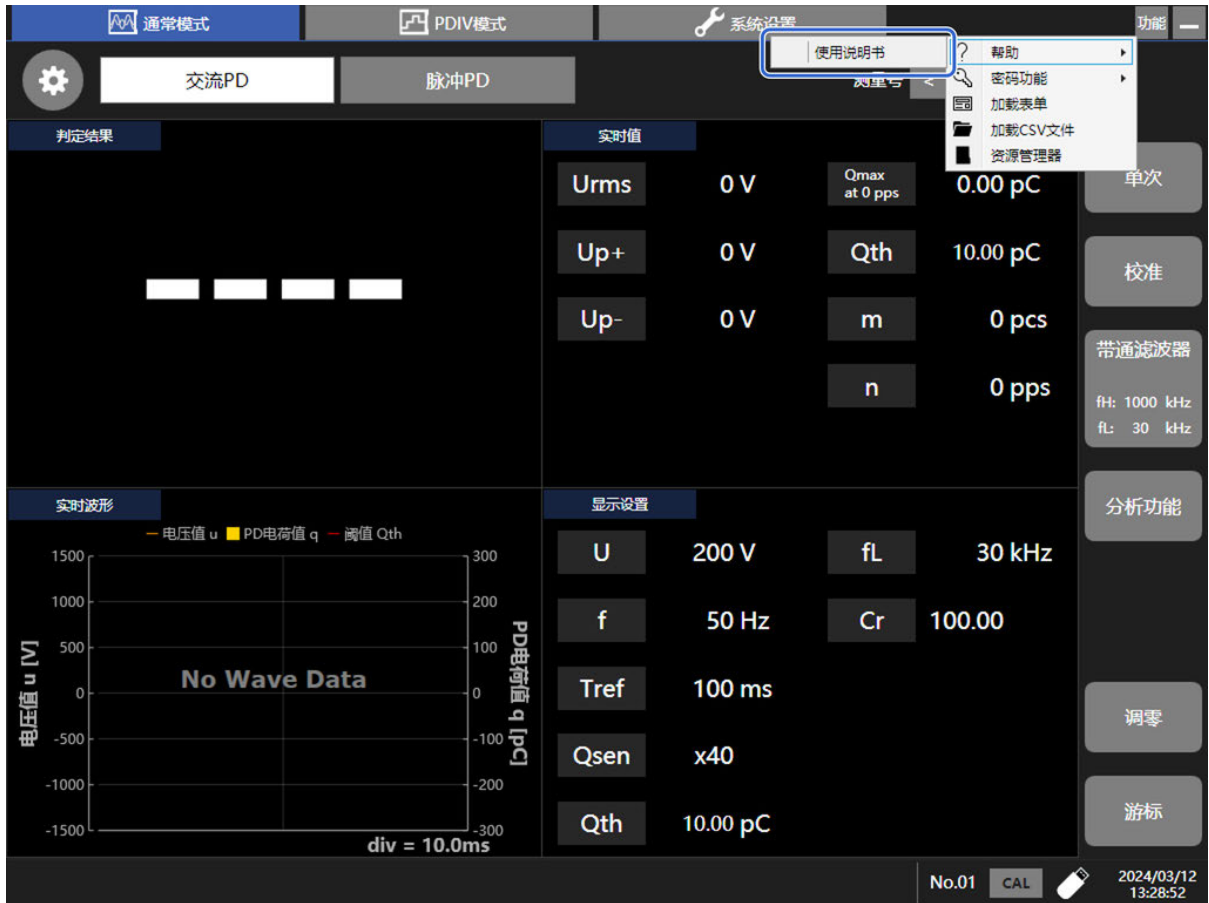 通常模式
PDIV模式
系统设置
功能
使用说明书
帮助
密码功能
加载表单
加载CSV文件
资源管理器
交流PD
脉冲PD
测量号 <
判定结果
实时值
Urms 0 V Qmax at 0 pps 0.00 pC
Up+ 0 V Qth 10.00 pC
Up- 0 V m 0 pcs
n 0 pps
单次
校准
带通滤波器
fH: 1000 kHz
fL: 30 kHz
分析功能
调零
游标
实时波形
电压值 u PD电荷值 q 阈值 Qth
1500 300
1000 200
500 100
0 0
-500 -100
-1000 -200
-1500 -300
电压值 u [V]
PD电荷值 q [pC]
No Wave Data
div = 10.0ms
显示设置
U 200 V fL 30 kHz
f 50 Hz Cr 100.00
Tref 100 ms
Qsen x40
Qth 10.00 pC
No.01 CAL 2024/03/12
13:28:52